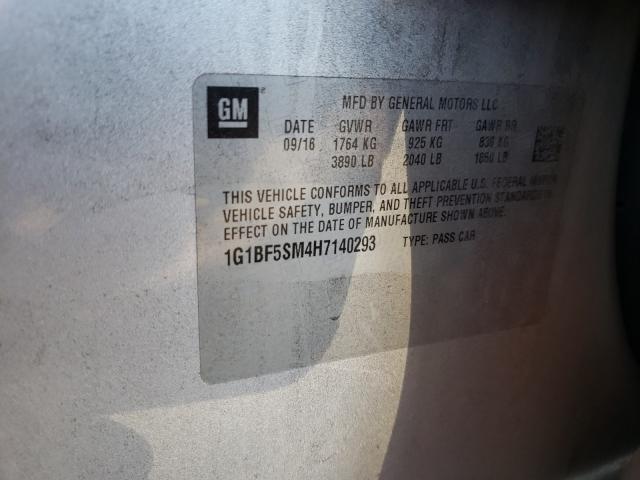 GM
MFD BY GENERAL MOTORS LLC
DATE GVWR GAWR FRT GAWR RR
09/16 1764 KG 925 KG 839 KG
3890 LB 2040 LB 1850 LB
THIS VEHICLE CONFORMS TO ALL APPLICABLE U.S. FEDERAL MOTOR
VEHICLE SAFETY, BUMPER, AND THEFT PREVENTION STANDARDS IN
EFFECT ON THE DATE OF MANUFACTURE SHOWN ABOVE.
1G1BF5SM4H7140293 TYPE: PASS CAR